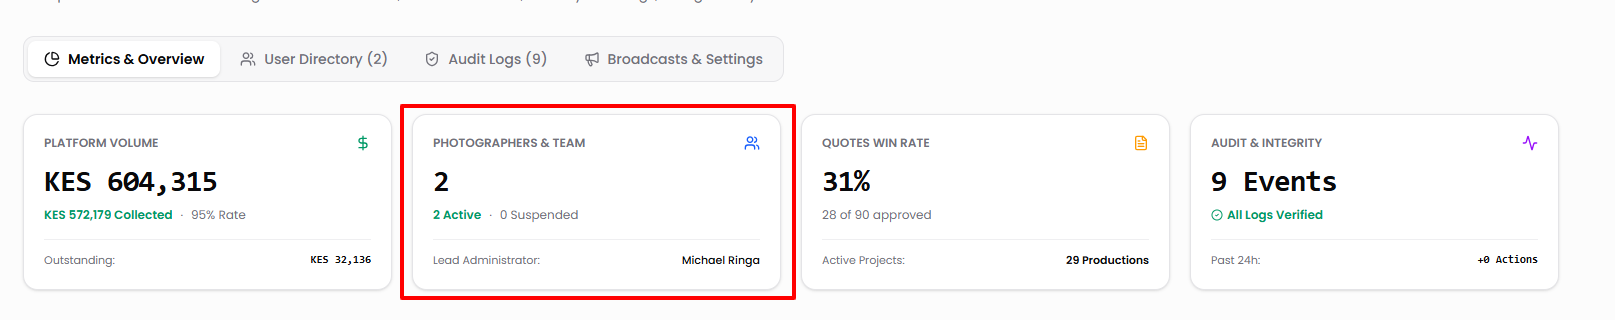 Metrics & Overview
User Directory (2)
Audit Logs (9)
Broadcasts & Settings
PLATFORM VOLUME
KES 604,315
KES 572,179 Collected · 95% Rate
Outstanding: KES 32,136
PHOTOGRAPHERS & TEAM
2
2 Active · 0 Suspended
Lead Administrator: Michael Ringa
QUOTES WIN RATE
31%
28 of 90 approved
Active Projects: 29 Productions
AUDIT & INTEGRITY
9 Events
All Logs Verified
Past 24h: +0 Actions